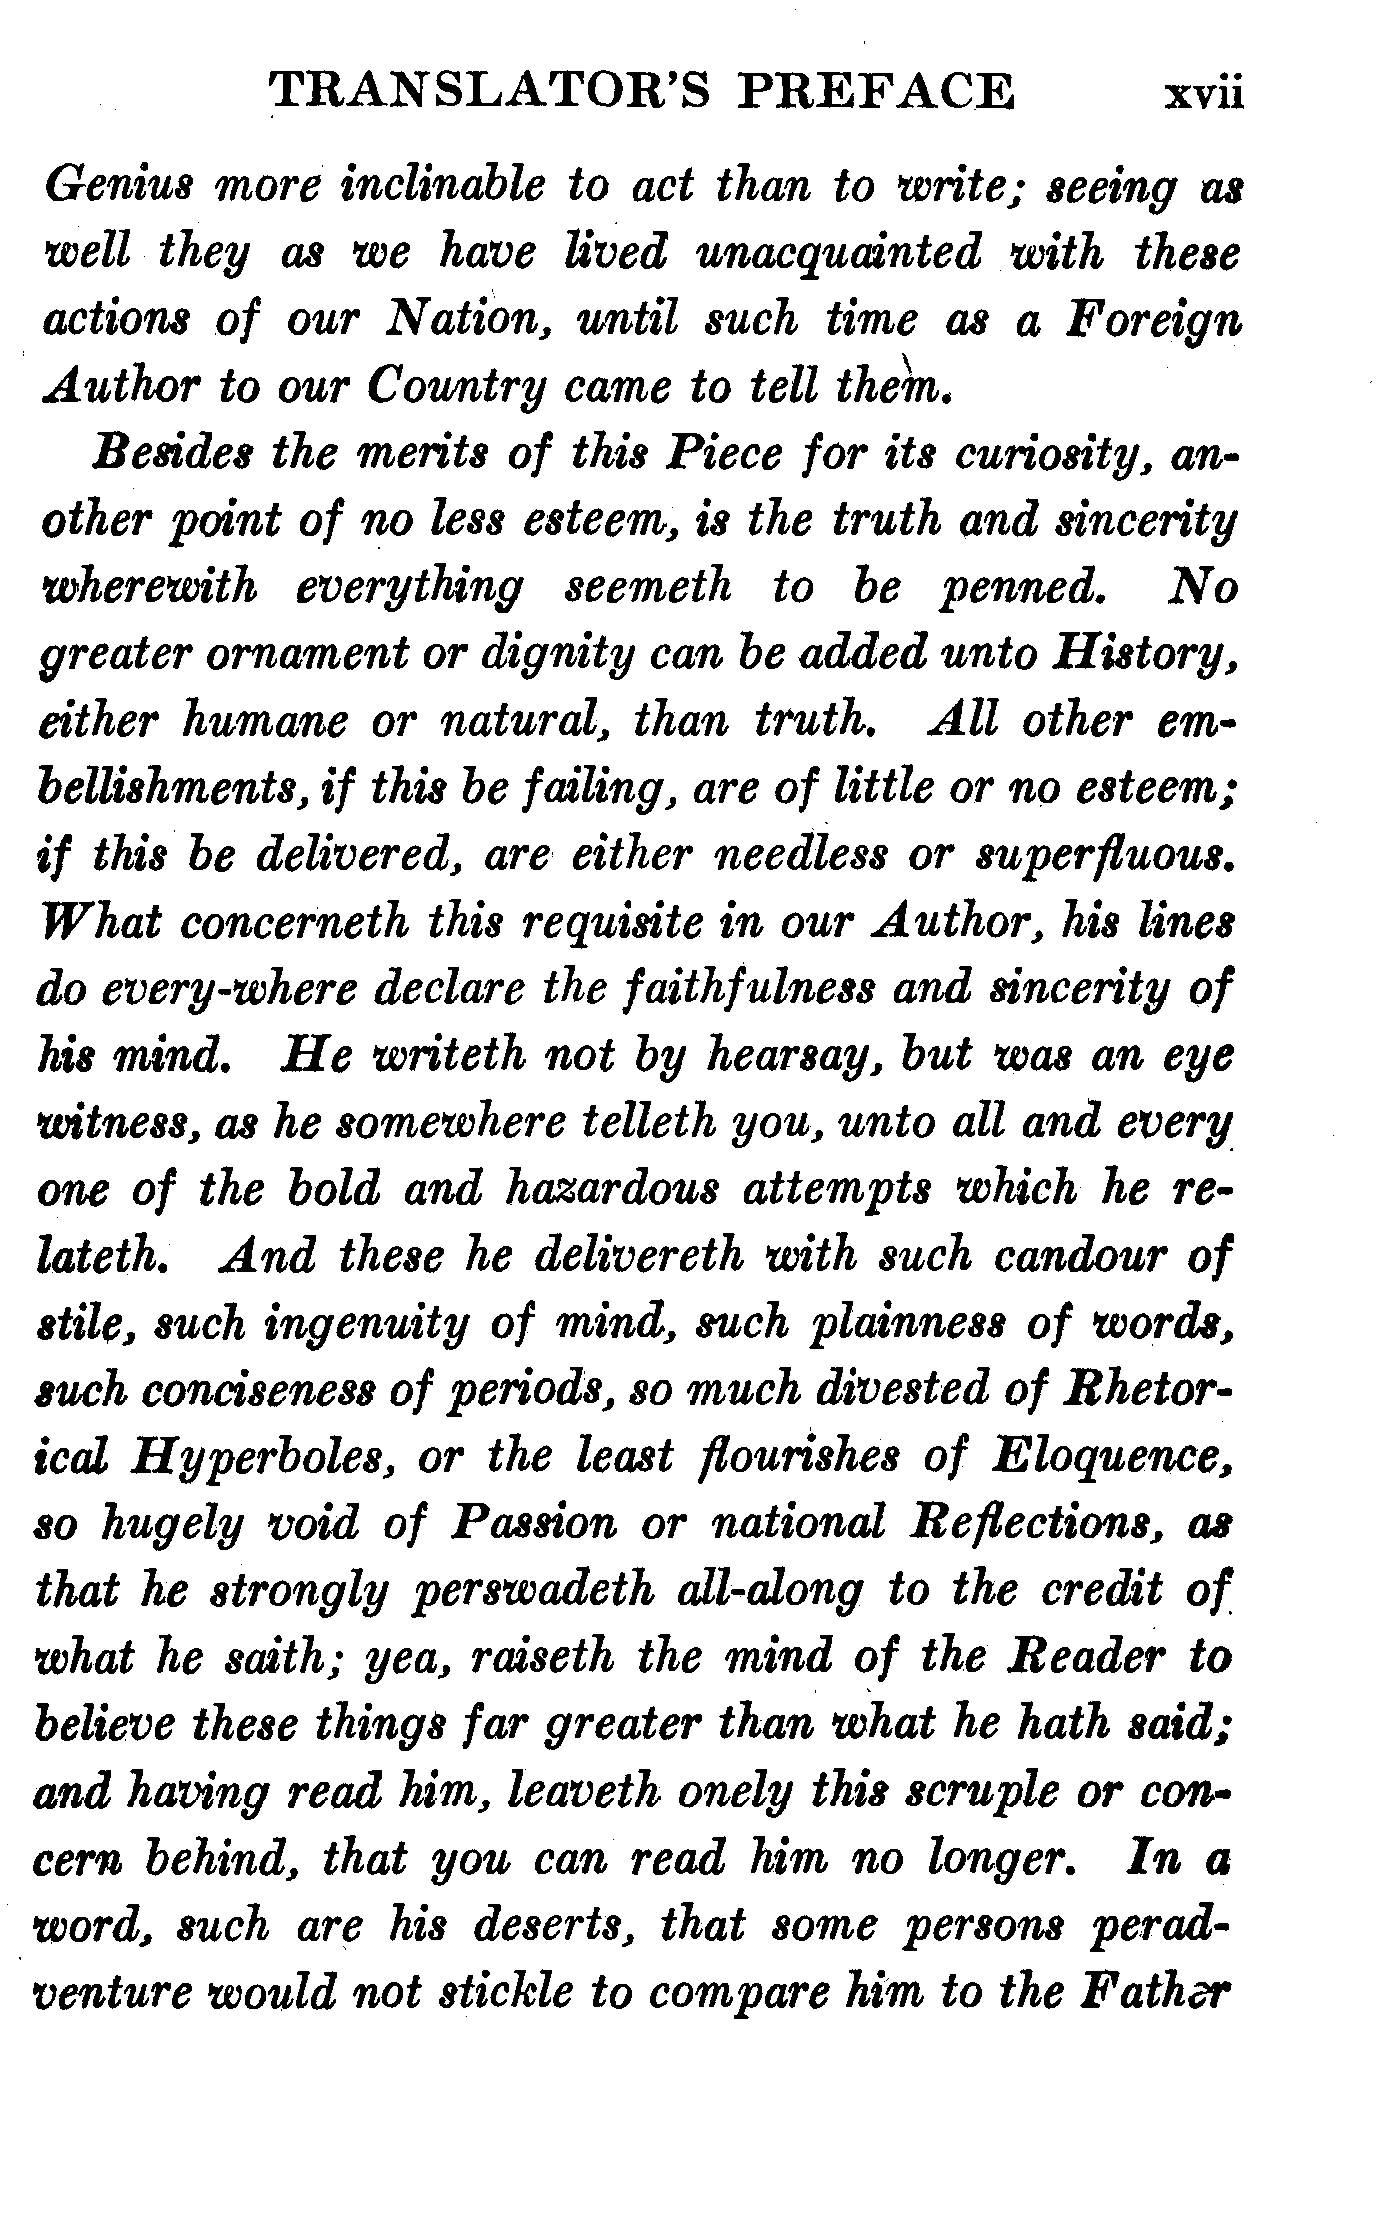 TRANSLATOR'S PREFACE xvii
Genius more inclinable to act than to write; seeing as
well they as we have lived unacquainted with these
actions of our Nation, until such time as a Foreign
Author to our Country came to tell them.
Besides the merits of this Piece for its curiosity, an-
other point of no less esteem, is the truth and sincerity
wherewith everything seemeth to be penned. No
greater ornament or dignity can be added unto History,
either humane or natural, than truth. All other em-
bellishments, if this be failing, are of little or no esteem;
if this be delivered, are either needless or superfluous.
What concerneth this requisite in our Author, his lines
do every-where declare the faithfulness and sincerity of
his mind. He writeth not by hearsay, but was an eye
witness, as he somewhere telleth you, unto all and every
one of the bold and hazardous attempts which he re-
lateth. And these he delivereth with such candour of
stile, such ingenuity of mind, such plainness of words,
such conciseness of periods, so much divested of Rhetor-
ical Hyperboles, or the least flourishes of Eloquence,
so hugely void of Passion or national Reflections, as
that he strongly perswadeth all-along to the credit of
what he saith; yea, raiseth the mind of the Reader to
believe these things far greater than what he hath said;
and having read him, leaveth onely this scruple or con-
cern behind, that you can read him no longer. In a
word, such are his deserts, that some persons perad-
venture would not stickle to compare him to the Father